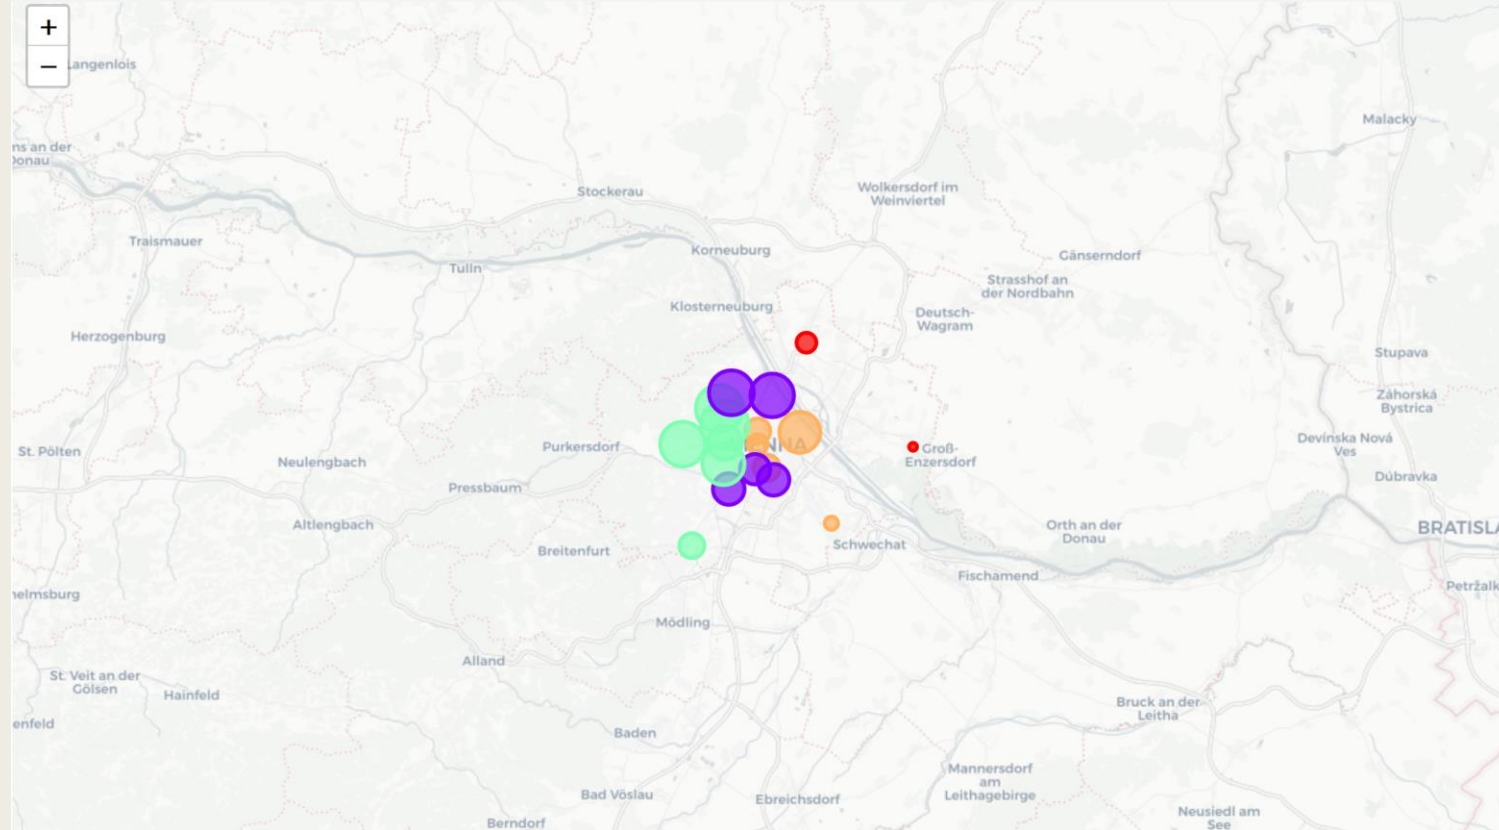 +
−
Langenlois
Malacky
ns an der
Donau
Wolkersdorf im
Weinviertel
Stockerau
Traismauer
Korneuburg
Gänserndorf
Tulln
Strasshof an
der Nordbahn
Klosterneuburg
Deutsch-
Wagram
Herzogenburg
Stupava
Záhorská
Bystrica
Devínska Nová
Ves
St. Pölten
Purkersdorf
NNA
Groß-
Enzersdorf
Neulengbach
Dúbravka
Pressbaum
Altlengbach
Orth an der
Donau
BRATISLA
Breitenfurt
Schwechat
Fischamend
Petržalk
helmsburg
Mödling
Alland
St. Veit an der
Gölsen
Hainfeld
Bruck an der
Leitha
enfeld
Baden
Mannersdorf
am
Leithagebirge
Bad Vöslau
Ebreichsdorf
Neusiedl am
See
Berndorf